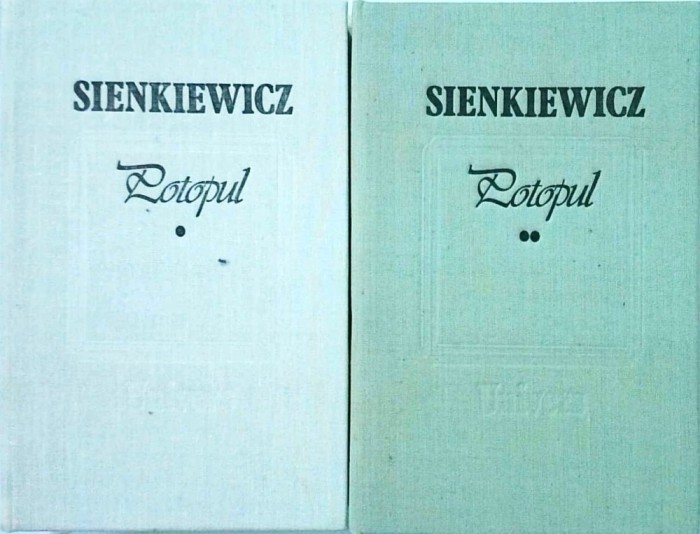 SIENKIEWICZ
Potopul
•
SIENKIEWICZ
Potopul
••
Univers